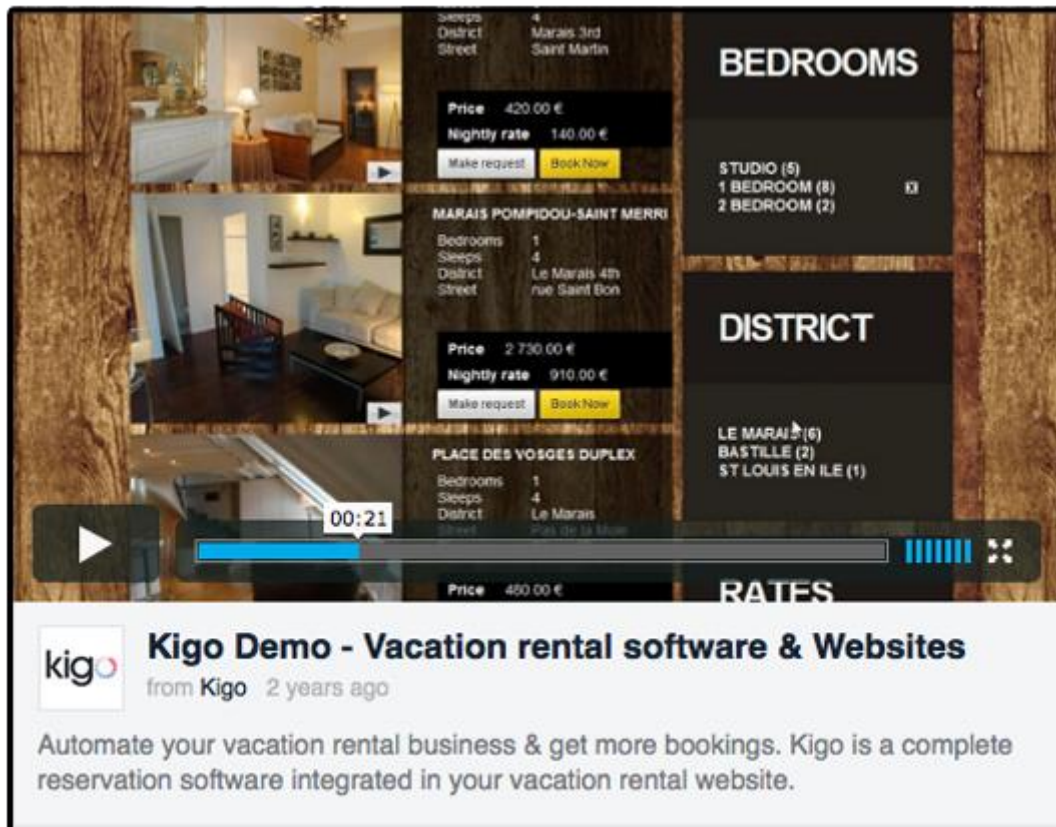 Sleeps 4
District Marais 3rd
Street Saint Martin
Price 420.00 €
Nightly rate 140.00 €
Make request Book Now
MARAIS POMPIDOU-SAINT MERRI
Bedrooms 1
Sleeps 4
District Le Marais 4th
Street rue Saint Bon
Price 2 730.00 €
Nightly rate 910.00 €
Make request Book Now
PLACE DES VOSGES DUPLEX
Bedrooms 1
Sleeps 4
District Le Marais
Street Pas de la Mule
Price 480.00 €
BEDROOMS
STUDIO (5)
1 BEDROOM (8)
2 BEDROOM (2)
DISTRICT
LE MARAIS (6)
BASTILLE (2)
ST LOUIS EN ILE (1)
RATES
00:21
kigo
Kigo Demo - Vacation rental software & Websites
from Kigo 2 years ago
Automate your vacation rental business & get more bookings. Kigo is a complete
reservation software integrated in your vacation rental website.